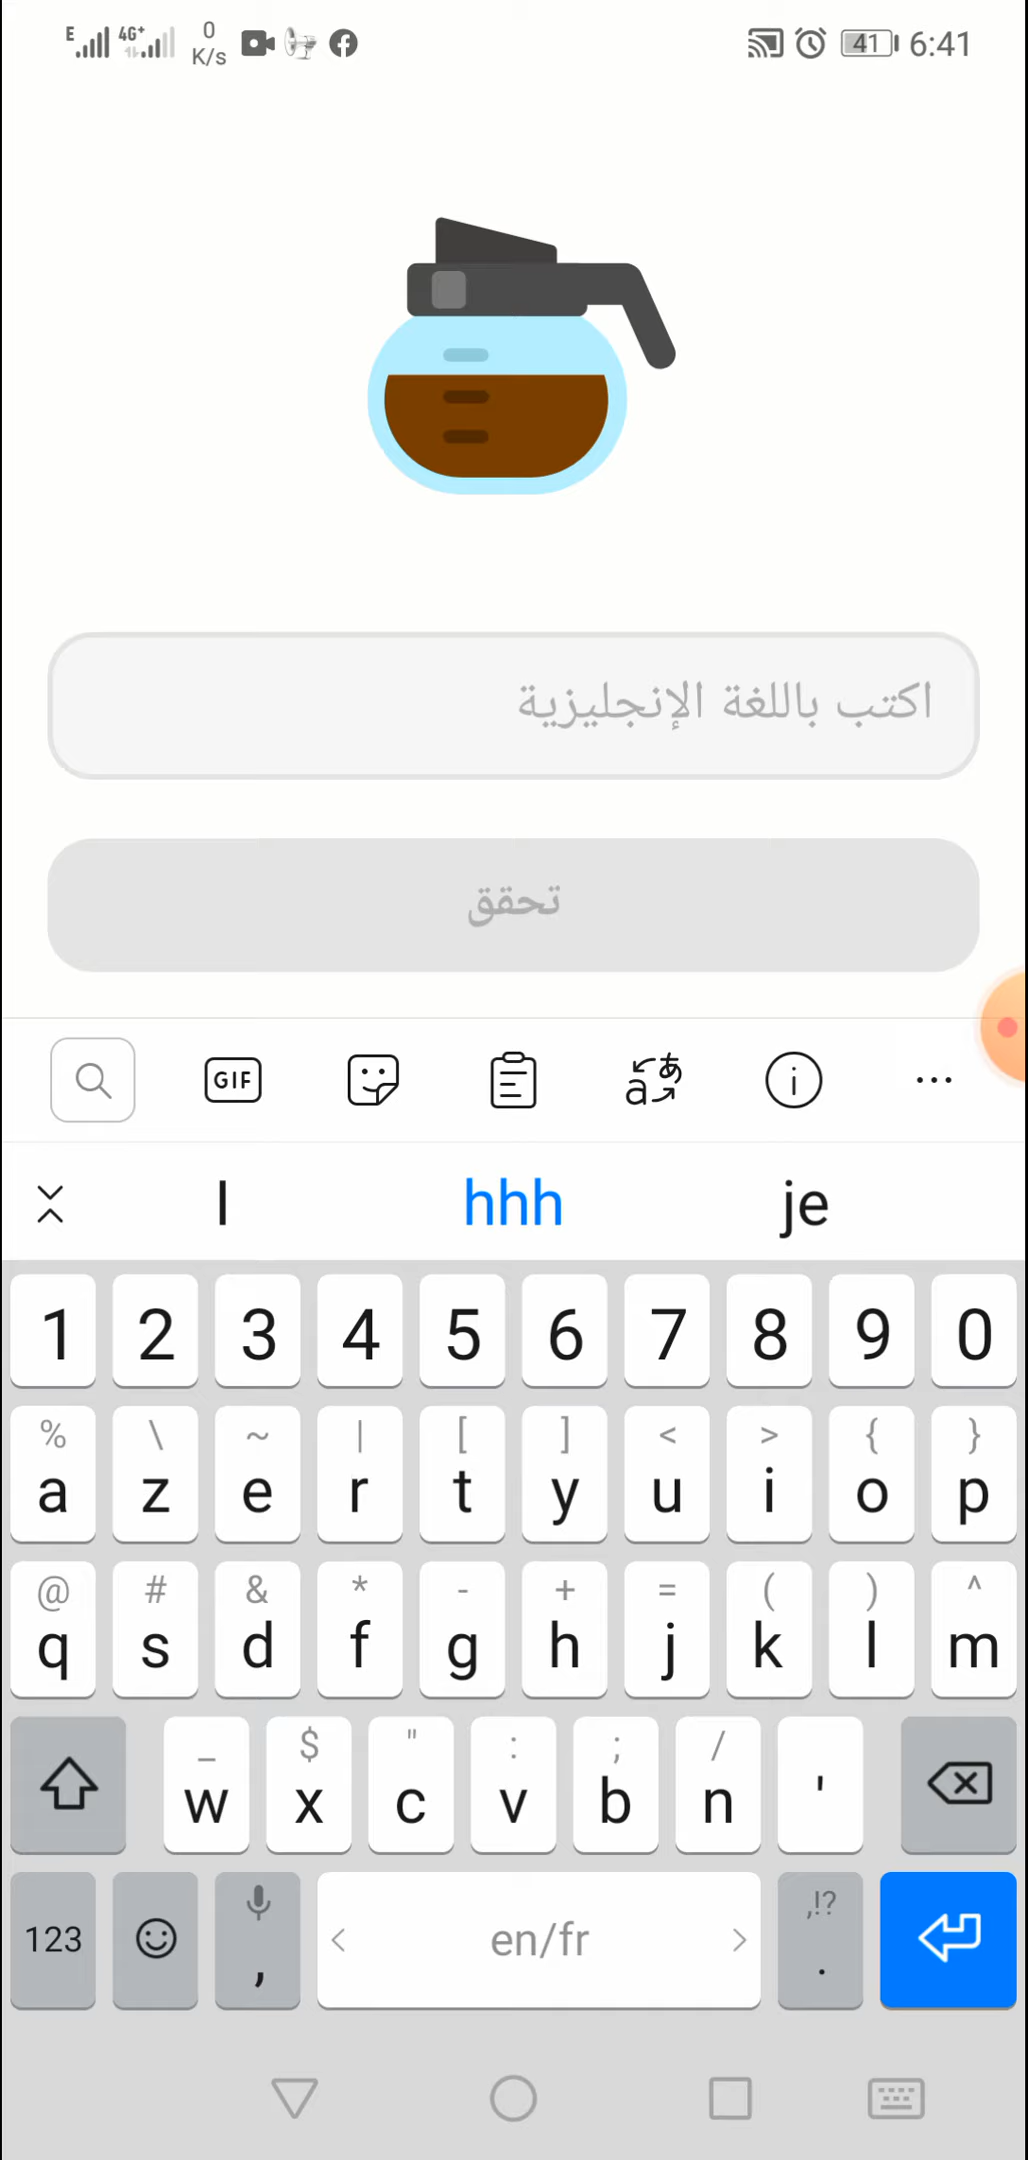 E 4G+ 0 K/s 41 6:41
اكتب باللغة الإنجليزية
تحقق
GIF a あ i ...
I hhh je
1 2 3 4 5 6 7 8 9 0
% \ ~ | [ ] < > { }
a z e r t y u i o p
@ # & * - + = ( ) ^
q s d f g h j k l m
_ $ " : ; /
w x c v b n '
,!?
123 , < en/fr > .